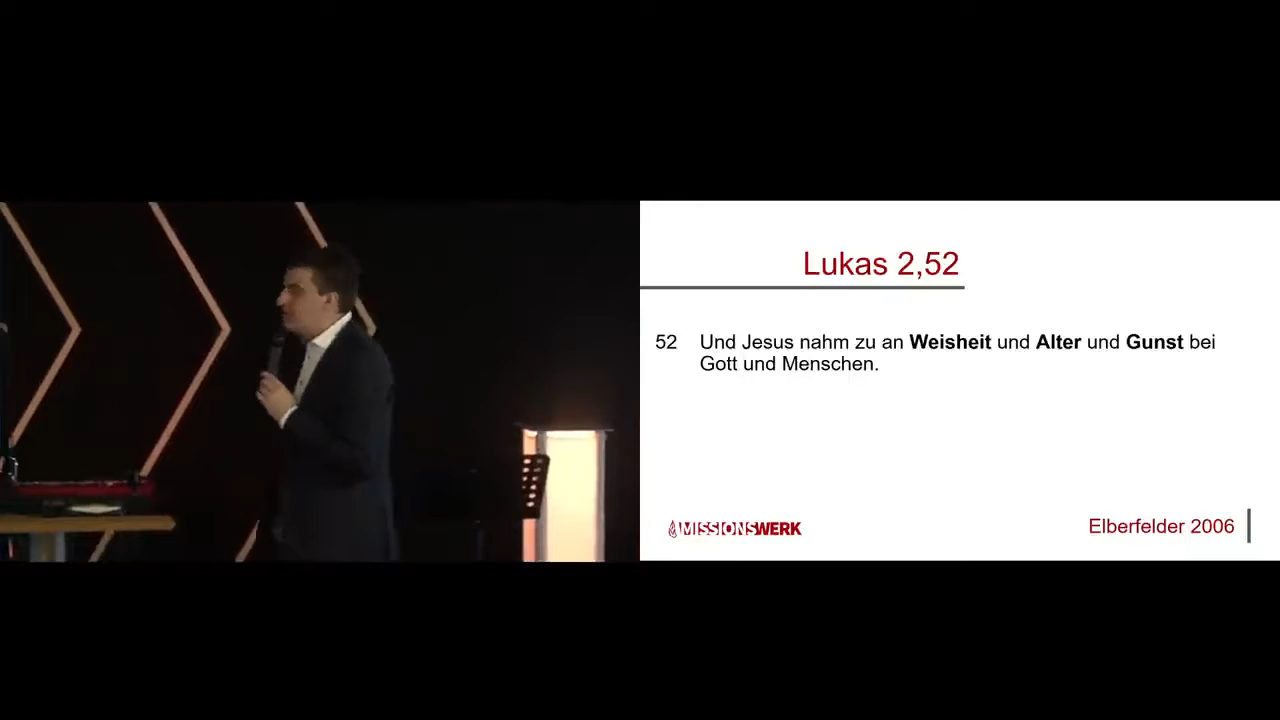 Lukas 2,52
52 Und Jesus nahm zu an Weisheit und Alter und Gunst bei
Gott und Menschen.
MISSIONSWERK
Elberfelder 2006